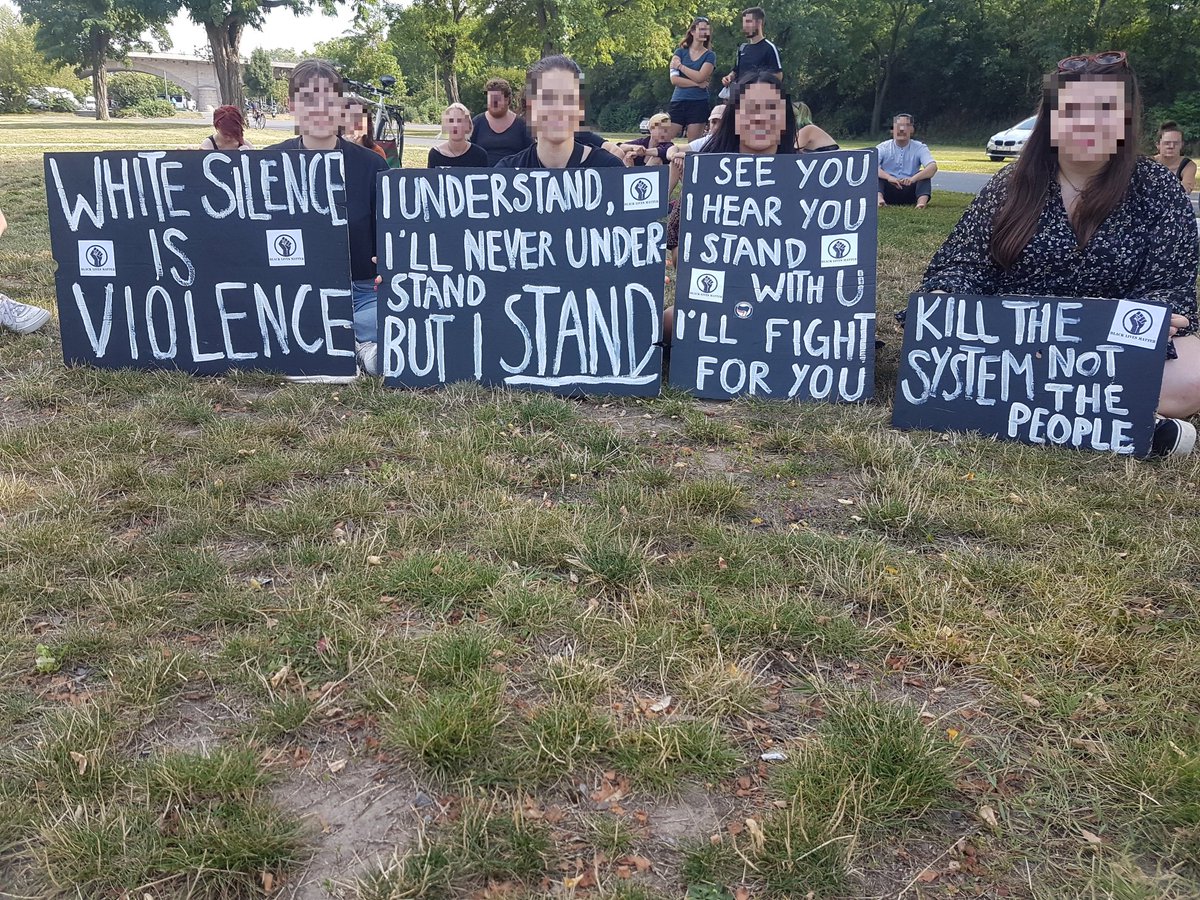 WHITE SILENCE
IS
VIOLENCE
BLACK LIVES MATTER
BLACK LIVES MATTER
I UNDERSTAND,
I'LL NEVER UNDER-
STAND
BUT I STAND
BLACK LIVES MATTER
I SEE YOU
I HEAR YOU
I STAND
WITH U
I'LL FIGHT
FOR YOU
BLACK LIVES MATTER
BLACK LIVES MATTER
KILL THE
SYSTEM NOT
THE
PEOPLE
BLACK LIVES MATTER